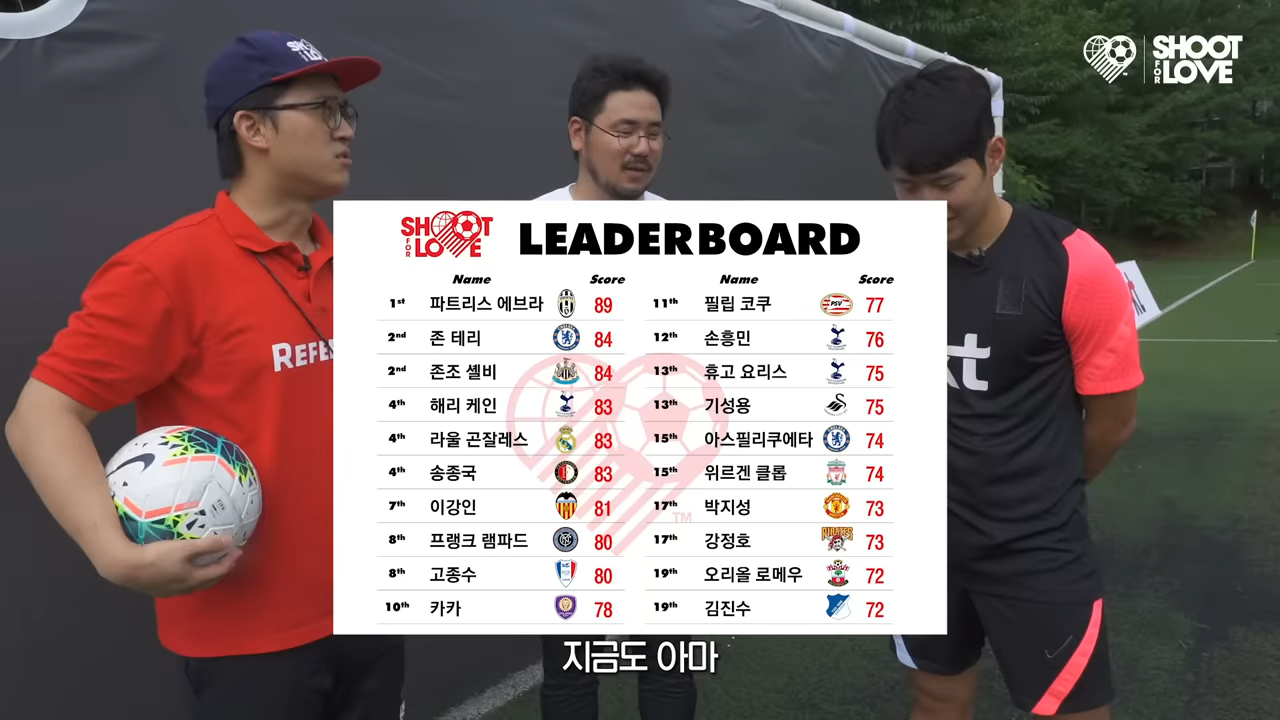 SHOOT FOR LOVE
SHOOT FOR LOVE
LEADERBOARD
Name Score
1st 파트리스 에브라 89
2nd 존 테리 84
2nd 존조 셸비 84
4th 해리 케인 83
4th 라울 곤잘레스 83
4th 송종국 83
7th 이강인 81
8th 프랭크 램파드 80
8th 고종수 80
10th 카카 78
Name Score
11th 필립 코쿠 PSV 77
12th 손흥민 76
13th 휴고 요리스 75
13th 기성용 75
15th 아스필리쿠에타 74
15th 위르겐 클롭 74
17th 박지성 73
17th 강정호 PIRATES 73
19th 오리올 로메우 72
19th 김진수 72
TM
지금도 아마